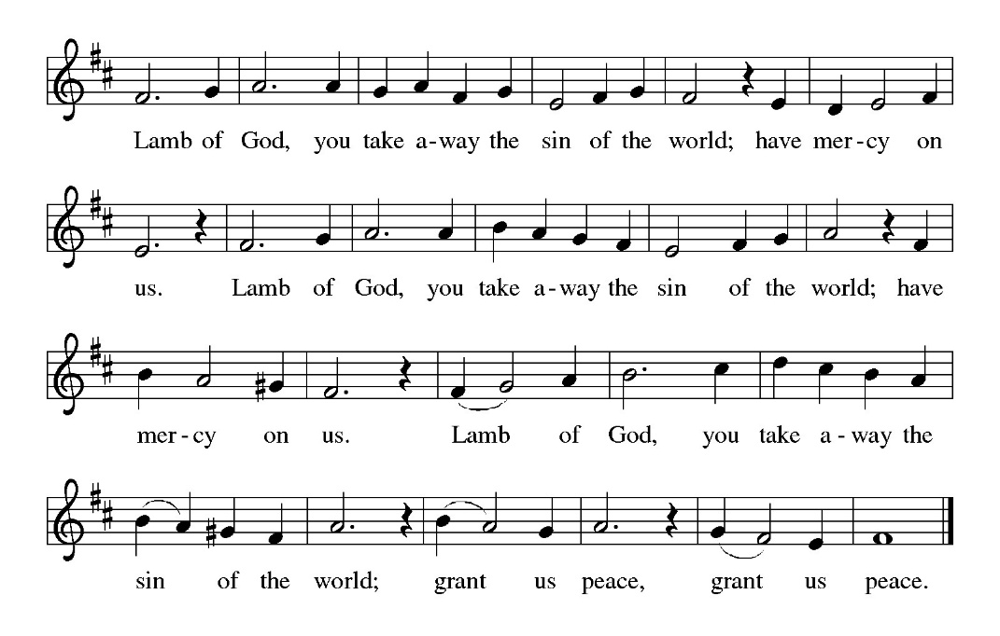 Lamb of God, you take a-way the sin of the world; have mer-cy on
us. Lamb of God, you take a-way the sin of the world; have
mer-cy on us. Lamb of God, you take a-way the
sin of the world; grant us peace, grant us peace.